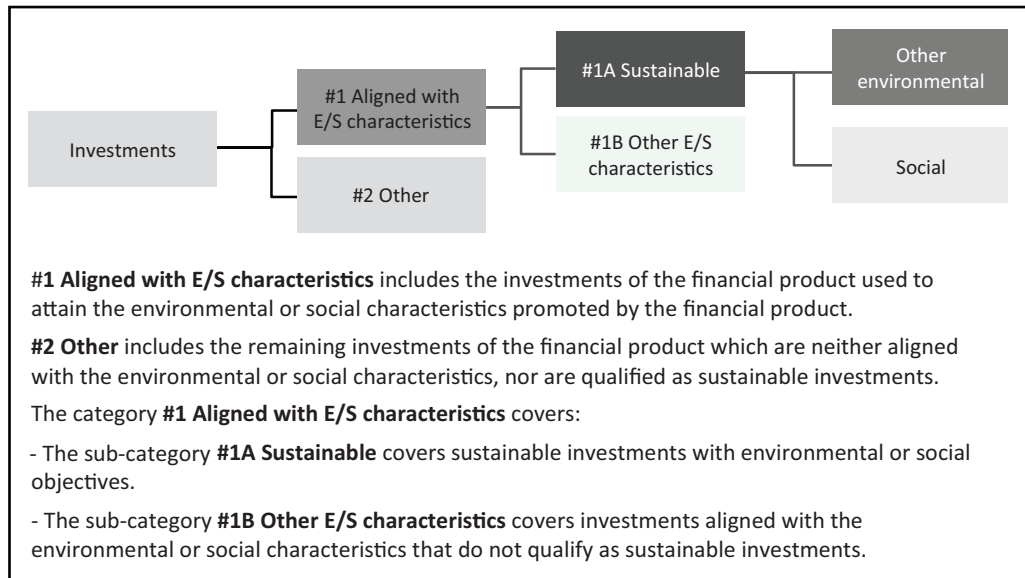 Investments
#1 Aligned with
E/S characteristics
#2 Other
#1A Sustainable
#1B Other E/S
characteristics
Other
environmental
Social
#1 Aligned with E/S characteristics includes the investments of the financial product used to
attain the environmental or social characteristics promoted by the financial product.
#2 Other includes the remaining investments of the financial product which are neither aligned
with the environmental or social characteristics, nor are qualified as sustainable investments.
The category #1 Aligned with E/S characteristics covers:
- The sub-category #1A Sustainable covers sustainable investments with environmental or social
objectives.
- The sub-category #1B Other E/S characteristics covers investments aligned with the
environmental or social characteristics that do not qualify as sustainable investments.